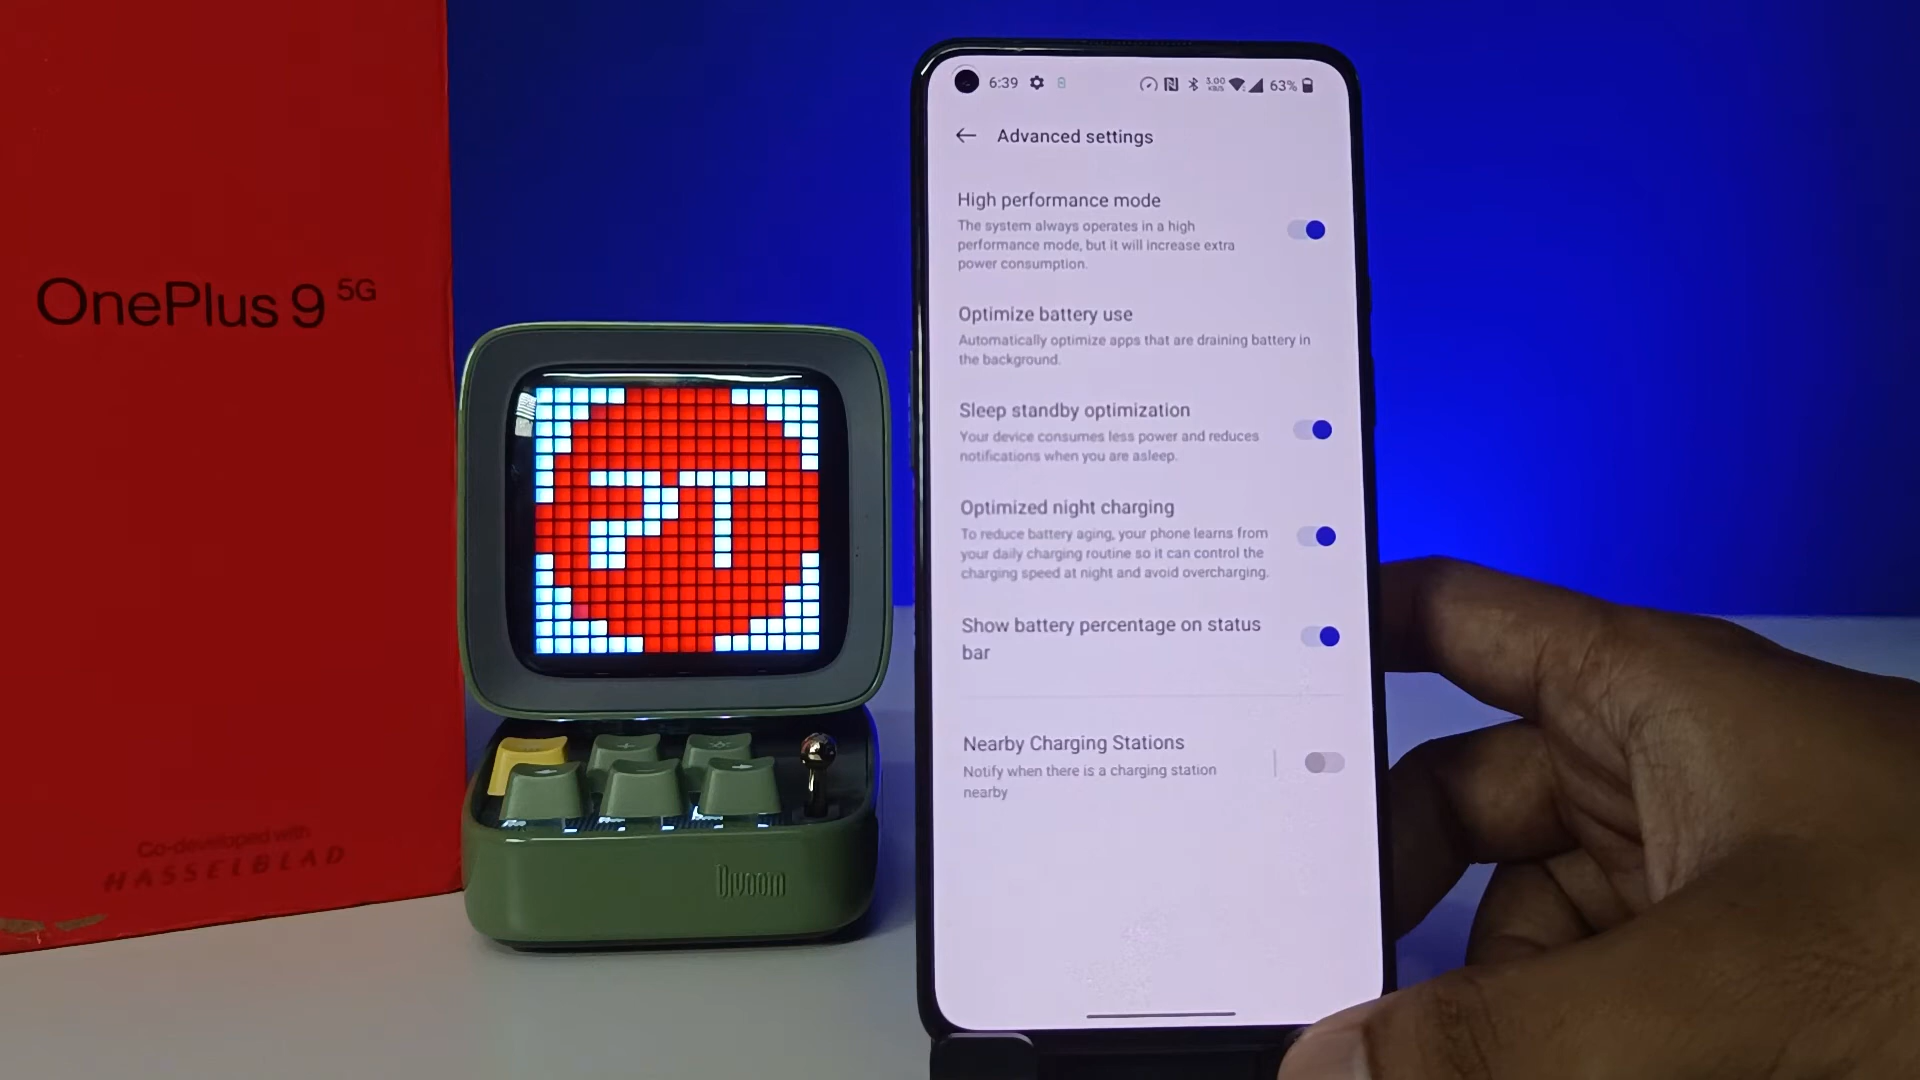 OnePlus 9 5G
Co-developed with
HASSELBLAD
PT
Divoom
6:39
3.00
KB/S
63%
Advanced settings
High performance mode
The system always operates in a high
performance mode, but it will increase extra
power consumption.
Optimize battery use
Automatically optimize apps that are draining battery in
the background.
Sleep standby optimization
Your device consumes less power and reduces
notifications when you are asleep.
Optimized night charging
To reduce battery aging, your phone learns from
your daily charging routine so it can control the
charging speed at night and avoid overcharging.
Show battery percentage on status
bar
Nearby Charging Stations
Notify when there is a charging station
nearby